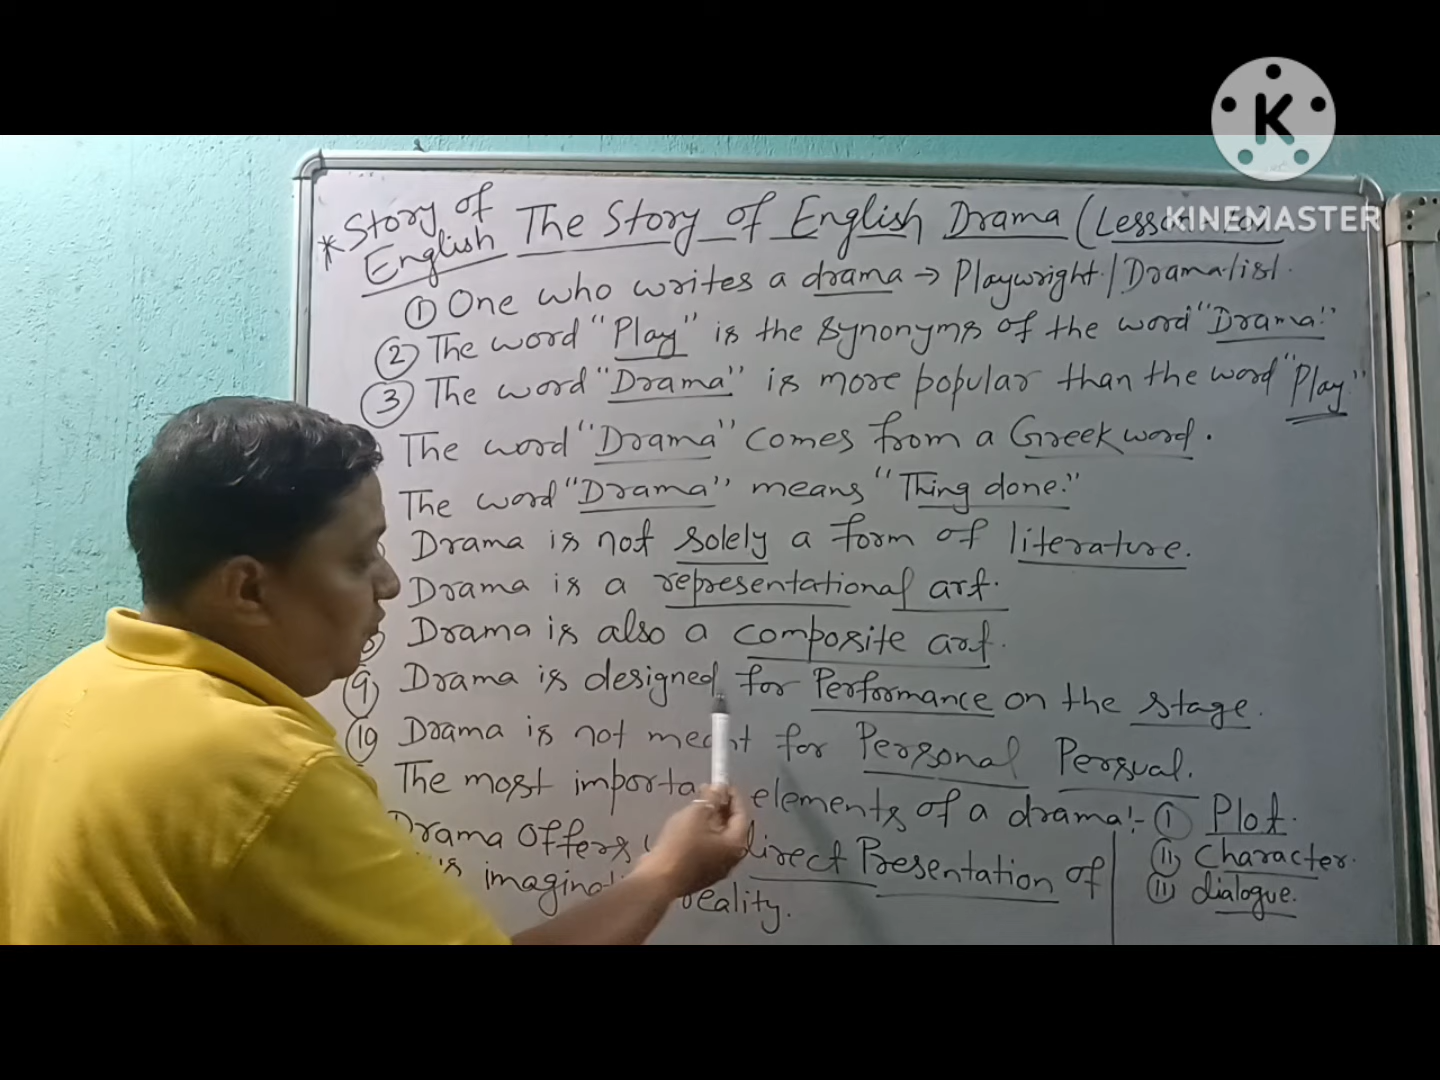 K
KINEMASTER
*Story of English
The Story of English Drama (Lesson
① One who writes a drama → Playwright/Dramatist.
② The word "Play" is the synonyms of the word "Drama."
③ The word "Drama" is more popular than the word "Play"
The word "Drama" comes from a Greek word.
The word "Drama" means "Thing done."
Drama is not solely a form of literature.
Drama is a representational art.
Drama is also a composite art.
⑨ Drama is designed for Performance on the stage.
⑩ Drama is not meant for Personal Persual.
The most importa elements of a drama:- Ⓘ Plot.
ⓘⓘ Character.
ⓘⓘⓘ dialogue.
Drama Offers direct Presentation of
imagina reality.